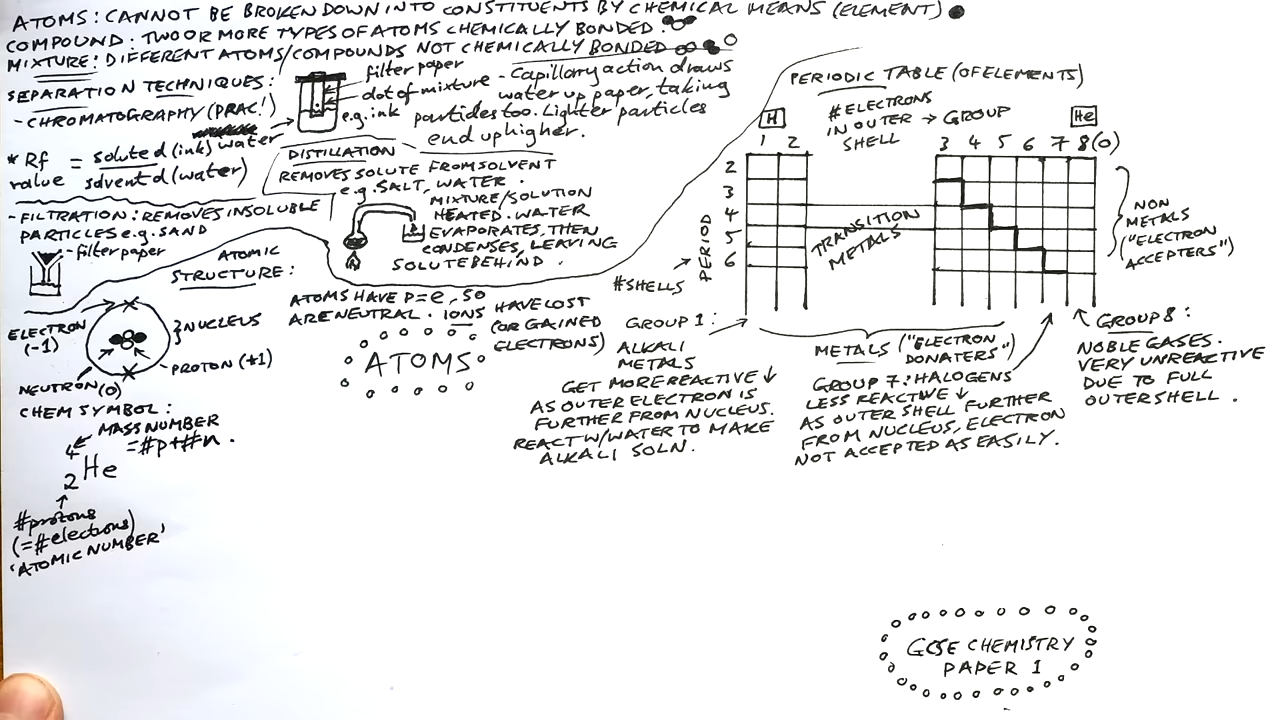 ATOMS: CANNOT BE BROKEN DOWN INTO CONSTITUENTS BY CHEMICAL MEANS (ELEMENT)
COMPOUND: TWO OR MORE TYPES OF ATOMS CHEMICALLY BONDED.
MIXTURE: DIFFERENT ATOMS/COMPOUNDS NOT CHEMICALLY BONDED
SEPARATION TECHNIQUES:
- CHROMATOGRAPHY (PRAC!)
filter paper
dot of mixture
e.g. ink
water
- Capillary action draws
water up paper, taking
particles too. Lighter particles
end up higher.
* Rf value = solute d (ink) / solvent d (water)
DISTILLATION -
REMOVES SOLUTE FROM SOLVENT
e.g. SALT, WATER.
MIXTURE/SOLUTION
HEATED. WATER
EVAPORATES, THEN
CONDENSES, LEAVING
SOLUTE BEHIND.
- FILTRATION: REMOVES INSOLUBLE
PARTICLES e.g. SAND
filter paper
ATOMIC
STRUCTURE:
ELECTRON
(-1)
} NUCLEUS
PROTON (+1)
NEUTRON (0)
CHEM SYMBOL:
MASS NUMBER
= #p + #n.
4
2 He
#protons
(= #electrons)
'ATOMIC NUMBER'
ATOMS HAVE P=e, SO
ARE NEUTRAL. IONS
HAVE LOST
(OR GAINED
ELECTRONS)
ATOMS
PERIODIC TABLE (OF ELEMENTS)
#ELECTRONS
IN OUTER → GROUP
SHELL
H
He
1 2 3 4 5 6 7 8(0)
2
3
4
5
6
PERIOD
#SHELLS
TRANSITION
METALS
NON
METALS
("ELECTRON
ACCEPTERS")
GROUP 1:
ALKALI
METALS
GET MORE REACTIVE ↓
AS OUTER ELECTRON IS
FURTHER FROM NUCLEUS.
REACT W/WATER TO MAKE
ALKALI SOLN.
METALS ("ELECTRON
DONATERS")
GROUP 7: HALOGENS
LESS REACTIVE ↓
AS OUTER SHELL FURTHER
FROM NUCLEUS, ELECTRON
NOT ACCEPTED AS EASILY.
GROUP 8:
NOBLE GASES.
VERY UNREACTIVE
DUE TO FULL
OUTER SHELL.
GCSE CHEMISTRY
PAPER 1